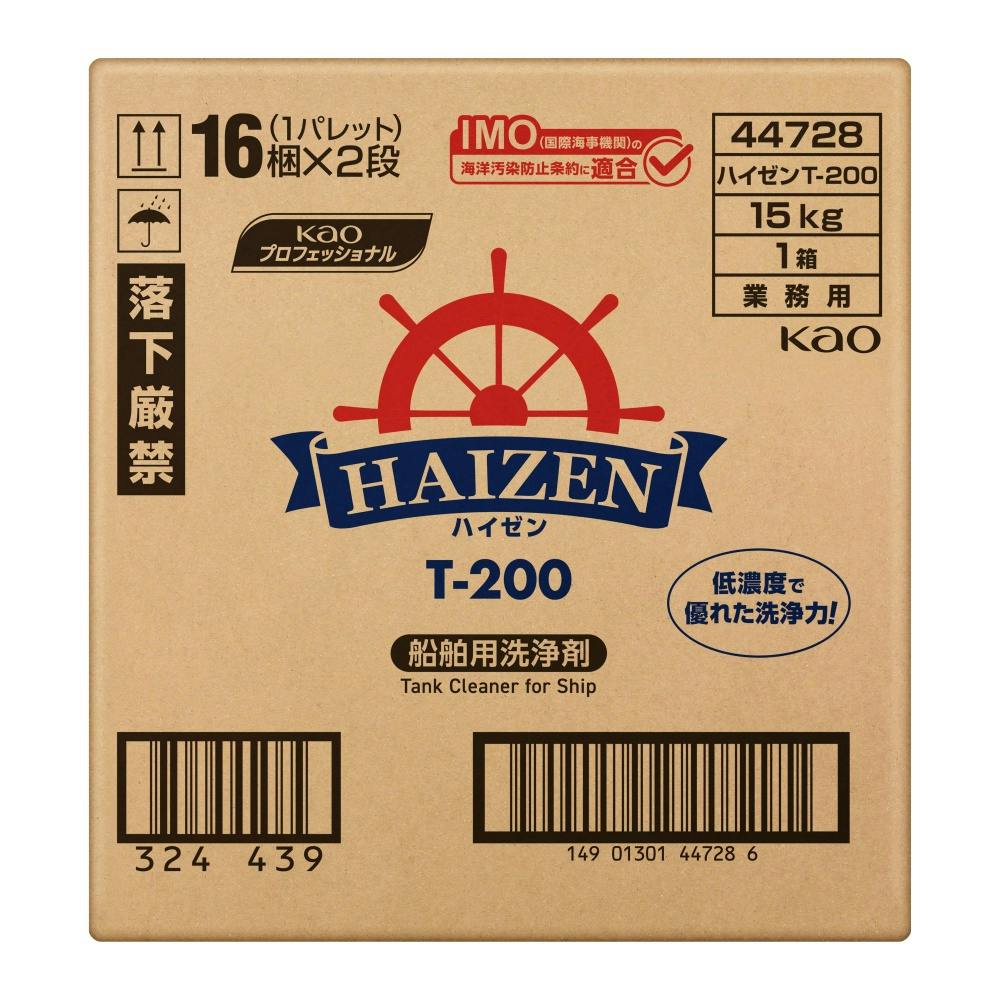 16
(1パレット)
梱×2段
IMO(国際海事機関)の
海洋汚染防止条約に適合
44728
ハイゼンT-200
15kg
1箱
業務用
Kao
Kao
プロフェッショナル
落下厳禁
HAIZEN
ハイゼン
T-200
低濃度で
優れた洗浄力!
船舶用洗浄剤
Tank Cleaner for Ship
324 439
149 01301 44728 6